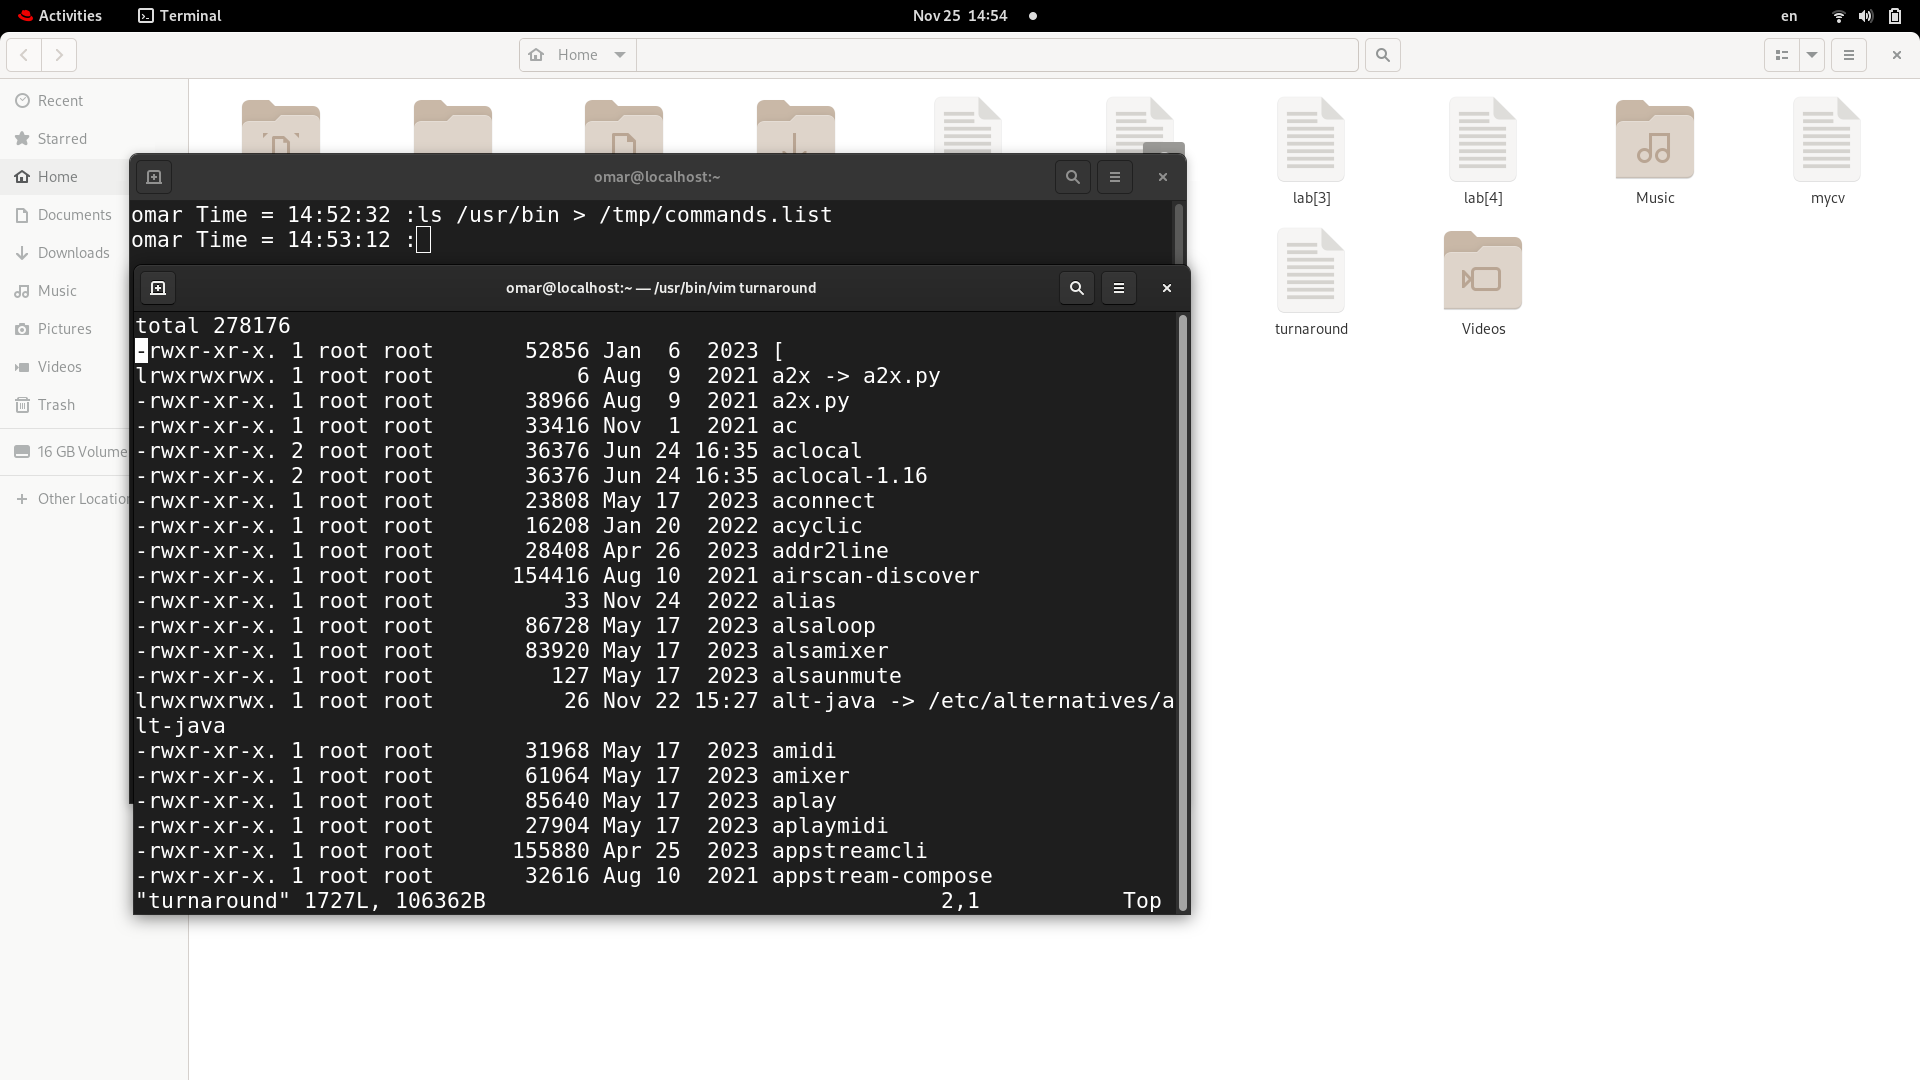 Activities
Terminal
Nov 25 14:54
en
Home
Recent
Starred
Home
Documents
Downloads
Music
Pictures
Videos
Trash
16 GB Volume
Other Location
lab[3]
lab[4]
Music
mycv
turnaround
Videos
omar@localhost:~
omar Time = 14:52:32 :ls /usr/bin > /tmp/commands.list
omar Time = 14:53:12 :
omar@localhost:~ — /usr/bin/vim turnaround
total 278176
-rwxr-xr-x. 1 root root       52856 Jan  6  2023 [
lrwxrwxrwx. 1 root root           6 Aug  9  2021 a2x -> a2x.py
-rwxr-xr-x. 1 root root       38966 Aug  9  2021 a2x.py
-rwxr-xr-x. 1 root root       33416 Nov  1  2021 ac
-rwxr-xr-x. 2 root root       36376 Jun 24 16:35 aclocal
-rwxr-xr-x. 2 root root       36376 Jun 24 16:35 aclocal-1.16
-rwxr-xr-x. 1 root root       23808 May 17  2023 aconnect
-rwxr-xr-x. 1 root root       16208 Jan 20  2022 acyclic
-rwxr-xr-x. 1 root root       28408 Apr 26  2023 addr2line
-rwxr-xr-x. 1 root root      154416 Aug 10  2021 airscan-discover
-rwxr-xr-x. 1 root root          33 Nov 24  2022 alias
-rwxr-xr-x. 1 root root       86728 May 17  2023 alsaloop
-rwxr-xr-x. 1 root root       83920 May 17  2023 alsamixer
-rwxr-xr-x. 1 root root         127 May 17  2023 alsaunmute
lrwxrwxrwx. 1 root root          26 Nov 22 15:27 alt-java -> /etc/alternatives/a
lt-java
-rwxr-xr-x. 1 root root       31968 May 17  2023 amidi
-rwxr-xr-x. 1 root root       61064 May 17  2023 amixer
-rwxr-xr-x. 1 root root       85640 May 17  2023 aplay
-rwxr-xr-x. 1 root root       27904 May 17  2023 aplaymidi
-rwxr-xr-x. 1 root root      155880 Apr 25  2023 appstreamcli
-rwxr-xr-x. 1 root root       32616 Aug 10  2021 appstream-compose
"turnaround" 1727L, 106362B                                   2,1           Top